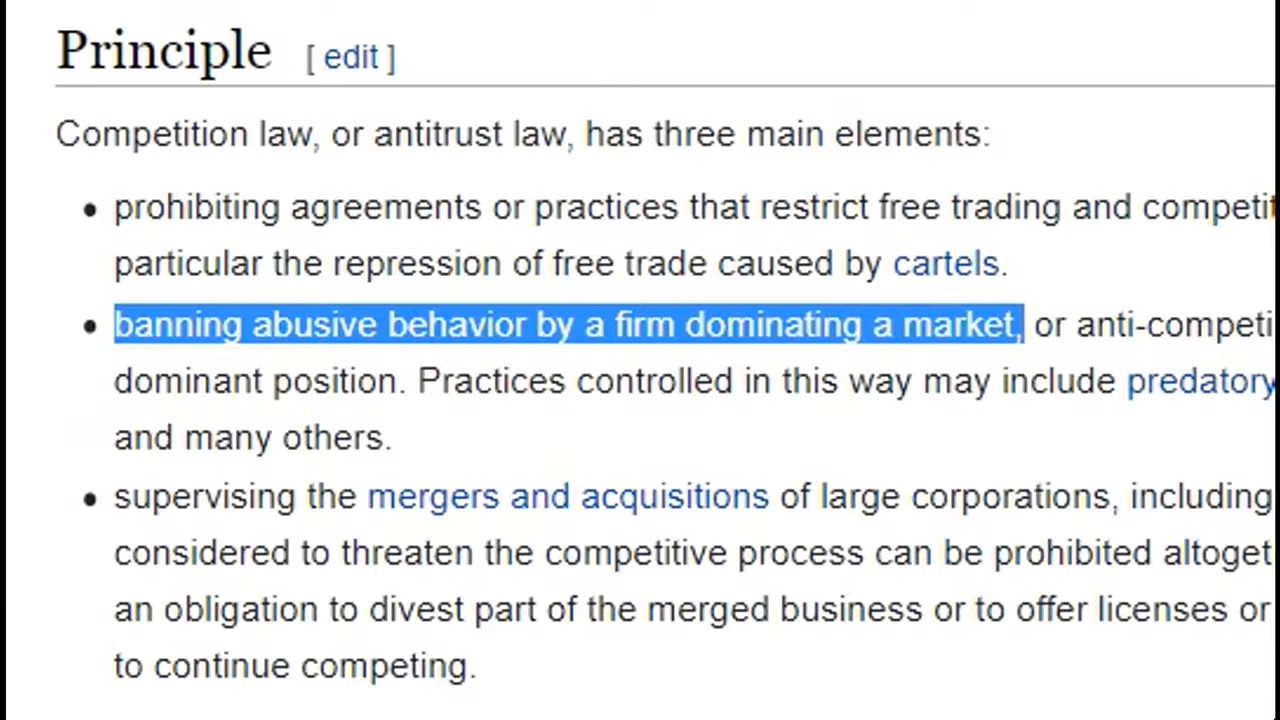 Principle [ edit ]
Competition law, or antitrust law, has three main elements:
• prohibiting agreements or practices that restrict free trading and
particular the repression of free trade caused by cartels.
• banning abusive behavior by a firm dominating a market, or
dominant position. Practices controlled in this way may include predatory
and many others.
• supervising the mergers and acquisitions of large corporations, including
considered to threaten the competitive process can be prohibited
an obligation to divest part of the merged business or to offer licenses or
to continue competing.